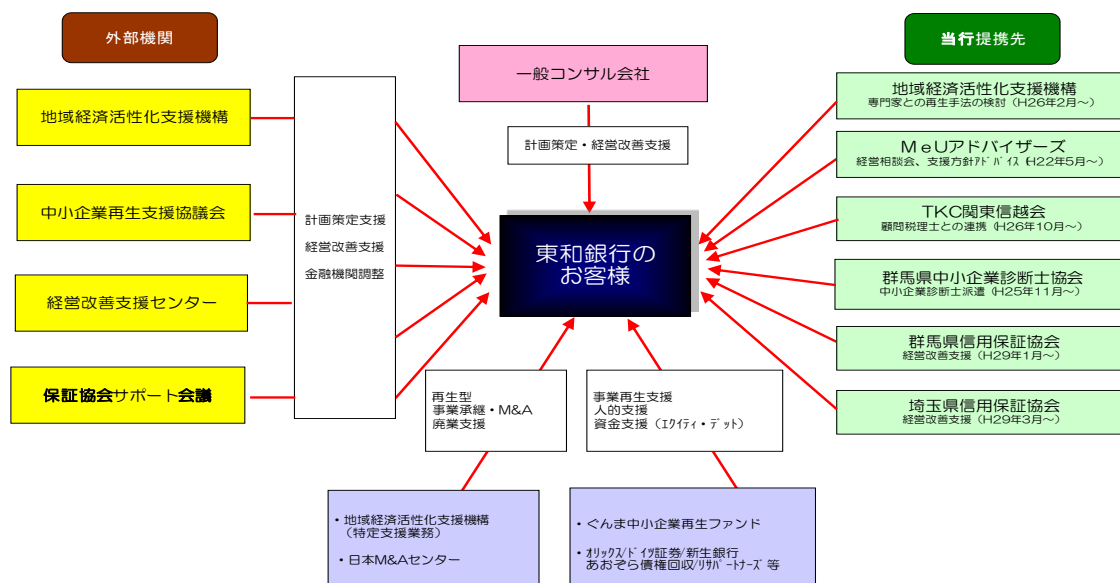 外部機関
地域経済活性化支援機構
中小企業再生支援協議会
経営改善支援センター
保証協会サポート会議
計画策定支援
経営改善支援
金融機関調整
一般コンサル会社
計画策定・経営改善支援
東和銀行の
お客様
再生型
事業承継・M&A
廃業支援
事業再生支援
人的支援
資金支援（ｴｸｲﾃｨ・ﾃﾞｯﾄ）
・地域経済活性化支援機構
（特定支援業務）
・日本M&Aセンター
・ぐんま中小企業再生ファンド
・ｵﾘｯｸｽ/ﾄﾞｲﾂ証券/新生銀行
あおぞら債権回収/ﾘｻﾊﾟｰﾄﾅｰｽﾞ 等
当行提携先
地域経済活性化支援機構
専門家との再生手法の検討（H26年2月～）
MeUアドバイザーズ
経営相談会、支援方針ｱﾄﾞﾊﾞｲｽ（H22年5月～）
TKC関東信越会
顧問税理士との連携（H26年10月～）
群馬県中小企業診断士協会
中小企業診断士派遣（H25年11月～）
群馬県信用保証協会
経営改善支援（H29年1月～）
埼玉県信用保証協会
経営改善支援（H29年3月～）